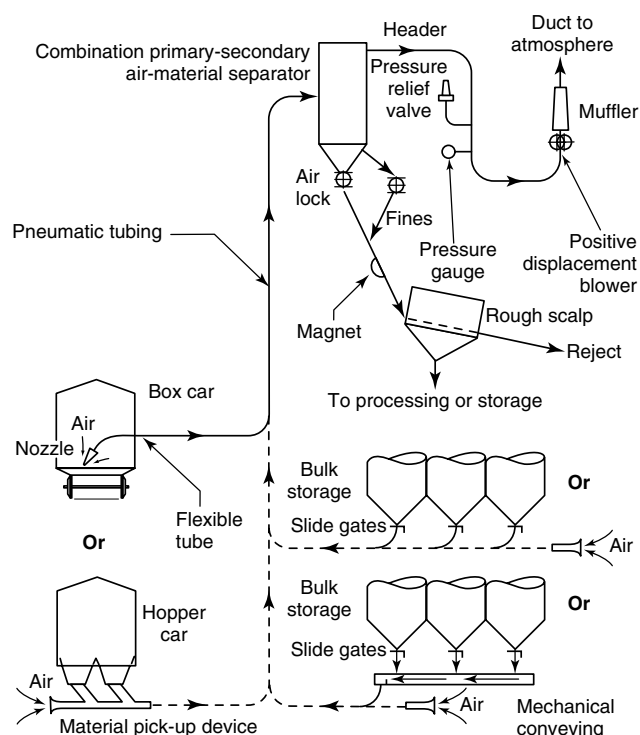 Combination primary-secondary
air-material separator
Header
Pressure
relief
valve
Duct to
atmosphere
Muffler
Air
lock
Fines
Pneumatic tubing
Pressure
gauge
Positive
displacement
blower
Magnet
Rough scalp
Reject
To processing or storage
Box car
Air
Nozzle
Flexible
tube
Or
Bulk
storage
Slide gates
Or
Air
Hopper
car
Air
Material pick-up device
Bulk
storage
Slide gates
Or
Air
Mechanical
conveying